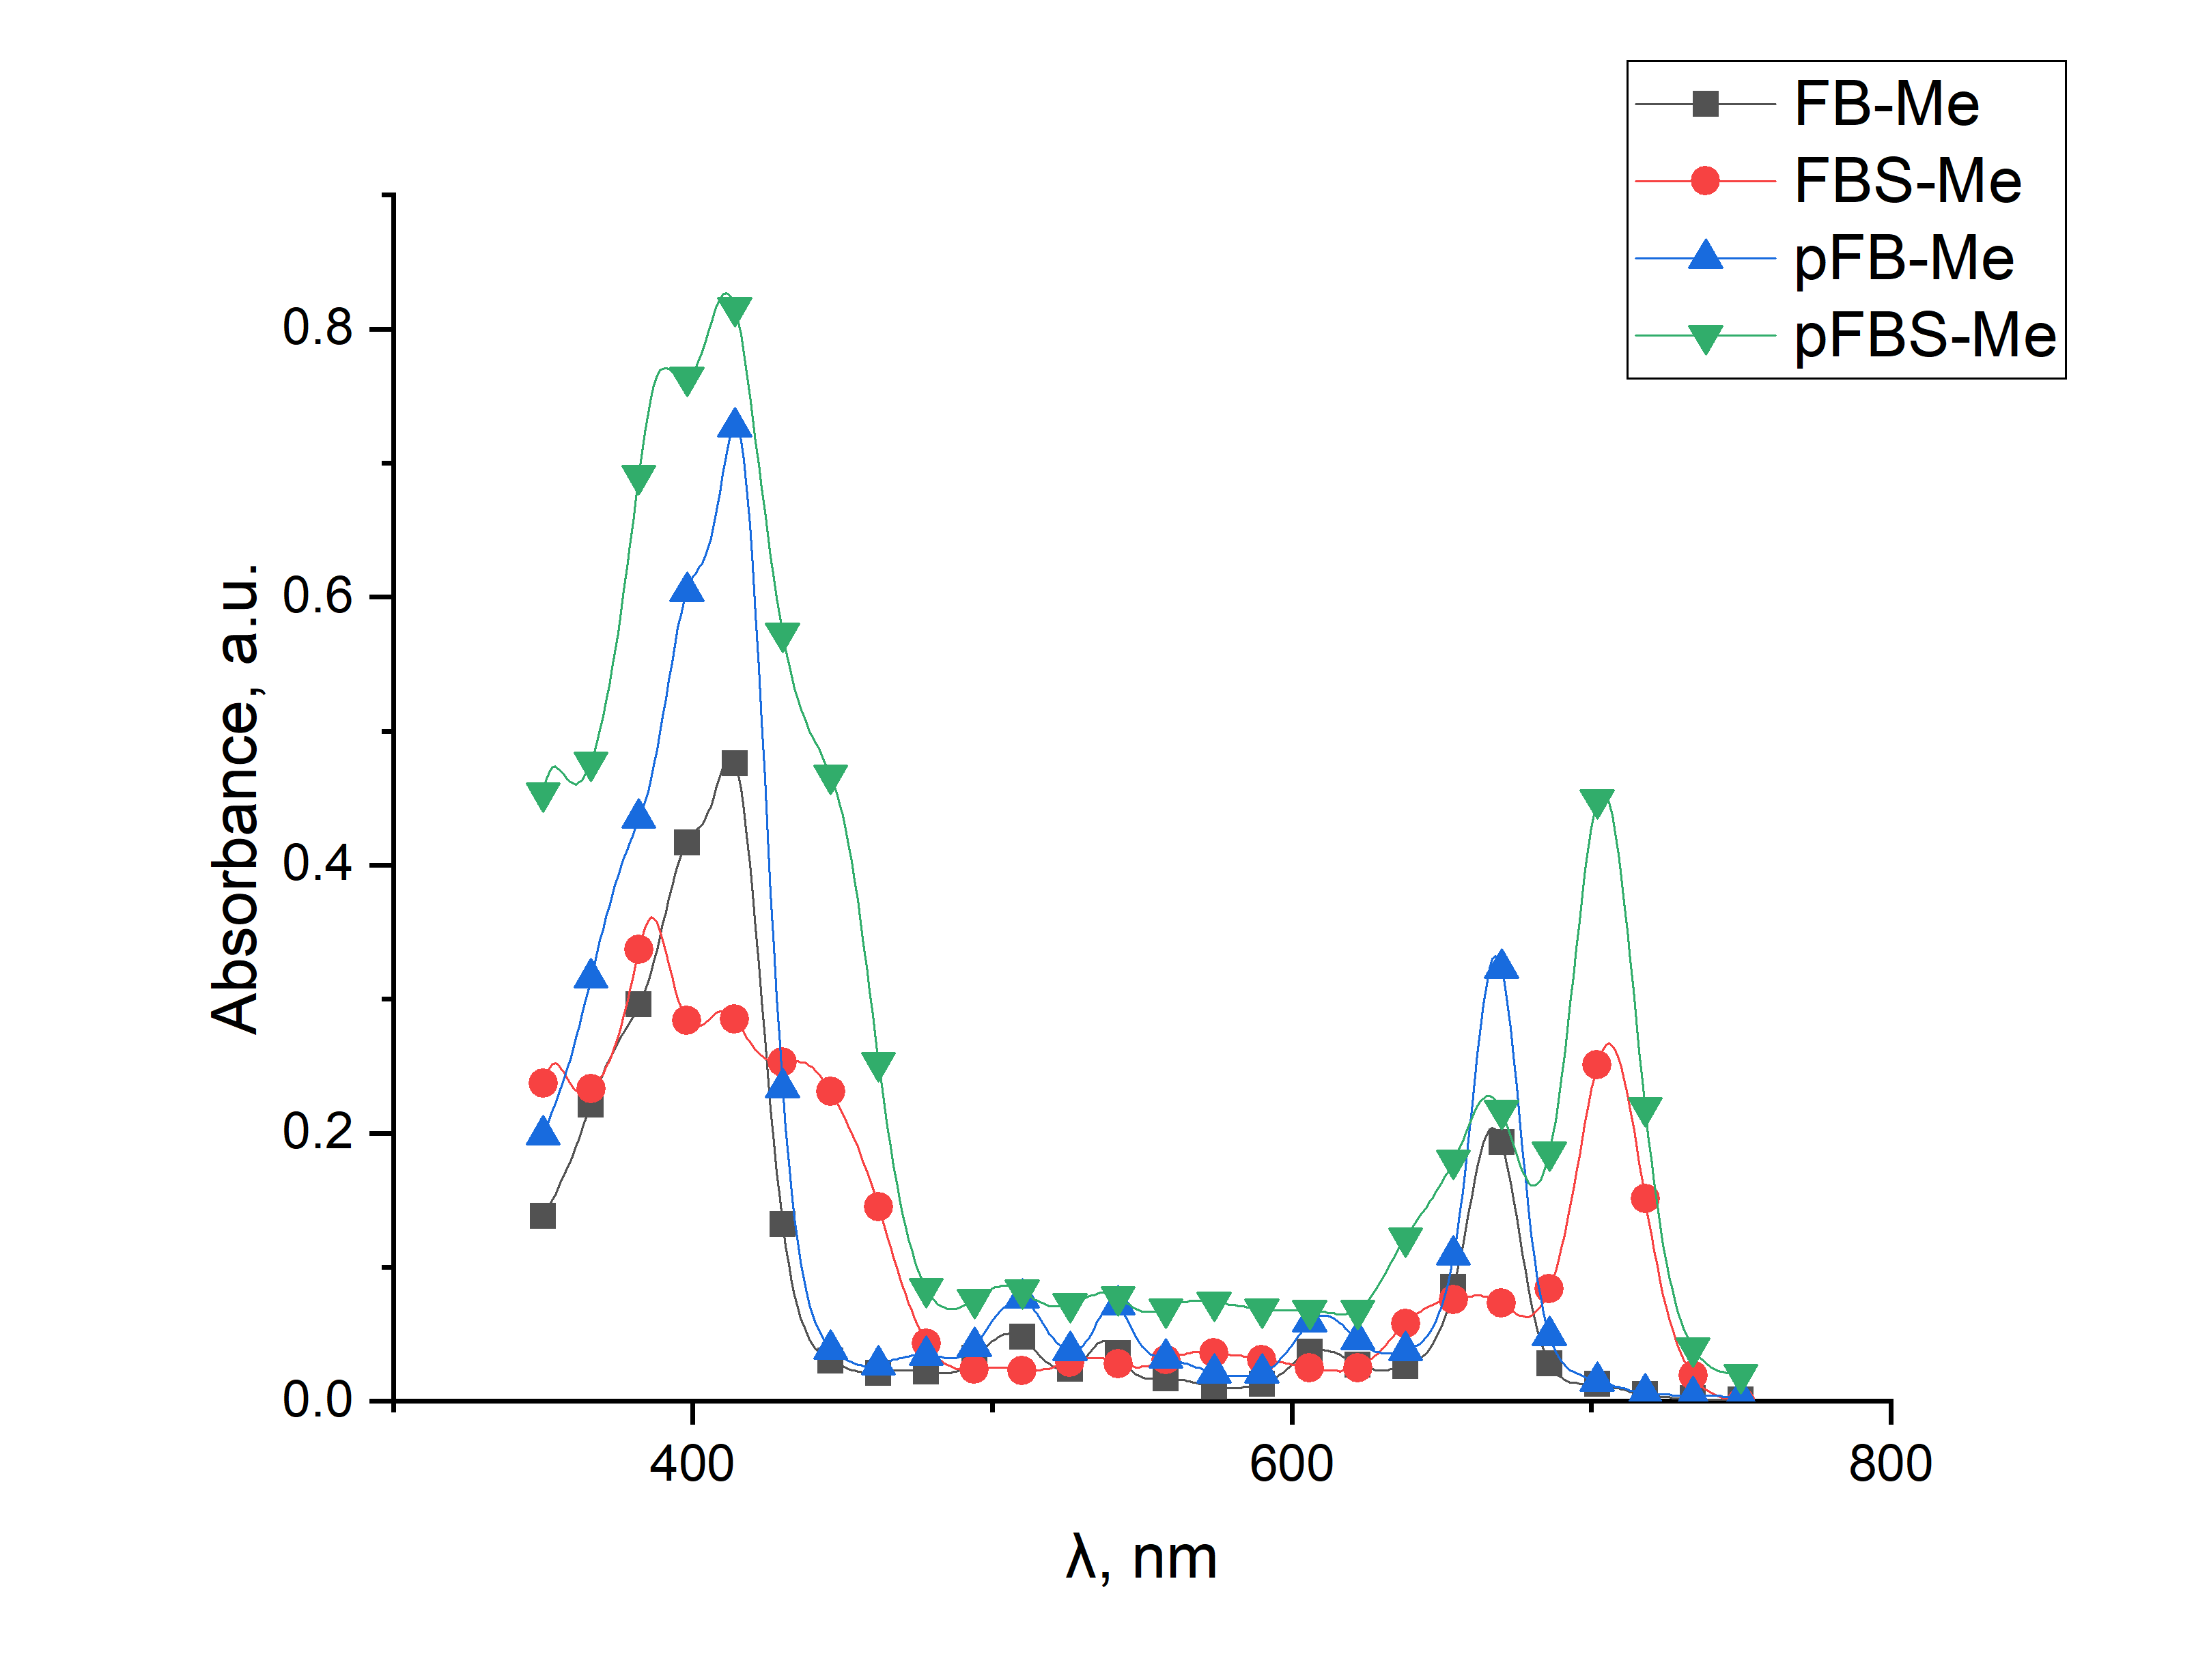 FB-Me
FBS-Me
pFB-Me
pFBS-Me
Absorbance, a.u.
0.8
0.6
0.4
0.2
0.0
400
600
800
λ, nm